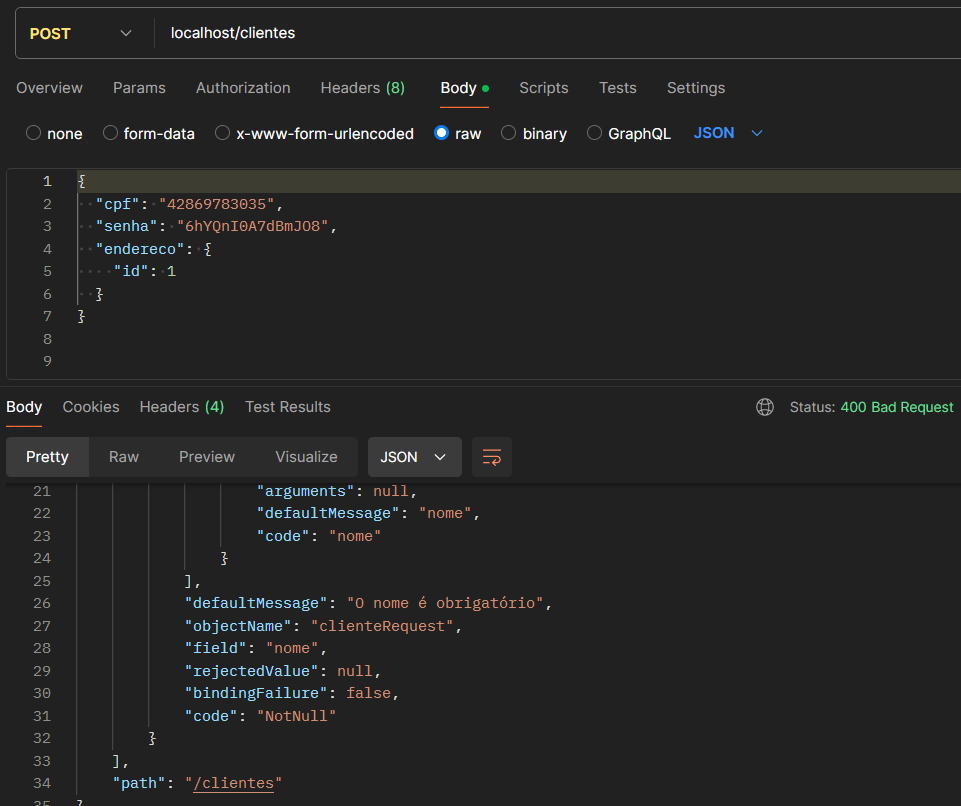 POST localhost/clientes
Overview Params Authorization Headers (8) Body Scripts Tests Settings
none form-data x-www-form-urlencoded raw binary GraphQL JSON
1 {
2 "cpf": "42869783035",
3 "senha": "6hYQnI0A7dBmJO8",
4 "endereco": {
5 "id": 1
6 }
7 }
8
9
Body Cookies Headers (4) Test Results Status: 400 Bad Request
Pretty Raw Preview Visualize JSON
21 "arguments": null,
22 "defaultMessage": "nome",
23 "code": "nome"
24 }
25 ],
26 "defaultMessage": "O nome é obrigatório",
27 "objectName": "clienteRequest",
28 "field": "nome",
29 "rejectedValue": null,
30 "bindingFailure": false,
31 "code": "NotNull"
32 }
33 ],
34 "path": "/clientes"
35 }